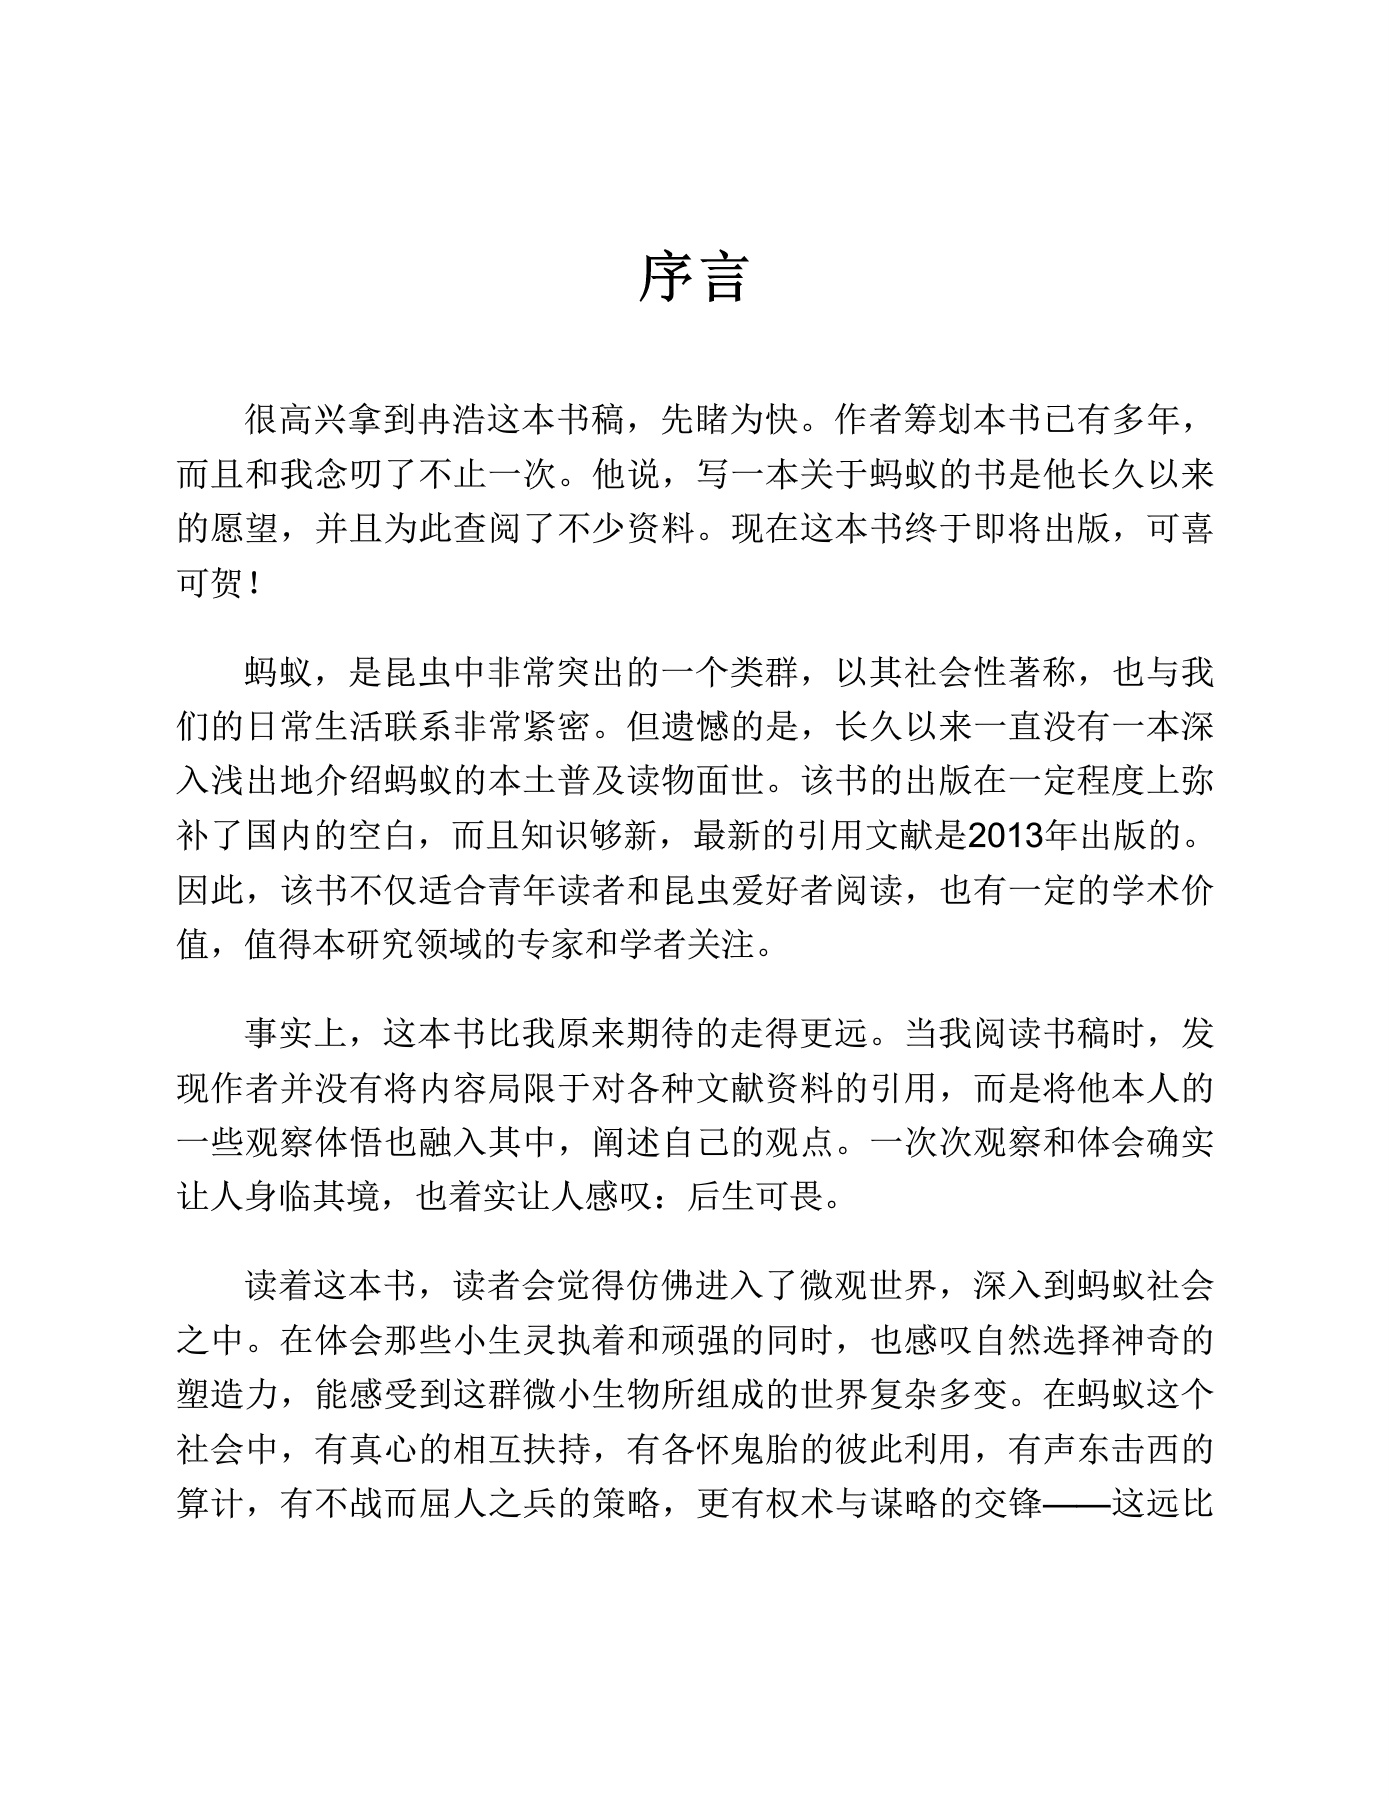 序言
很高兴拿到冉浩这本书稿，先睹为快。作者筹划本书已有多年，
而且和我念叨了不止一次。他说，写一本关于蚂蚁的书是他长久以来
的愿望，并且为此查阅了不少资料。现在这本书终于即将出版，可喜
可贺！
蚂蚁，是昆虫中非常突出的一个类群，以其社会性著称，也与我
们的日常生活联系非常紧密。但遗憾的是，长久以来一直没有一本深
入浅出地介绍蚂蚁的本土普及读物面世。该书的出版在一定程度上弥
补了国内的空白，而且知识够新，最新的引用文献是2013年出版的。
因此，该书不仅适合青年读者和昆虫爱好者阅读，也有一定的学术价
值，值得本研究领域的专家和学者关注。
事实上，这本书比我原来期待的走得更远。当我阅读书稿时，发
现作者并没有将内容局限于对各种文献资料的引用，而是将他本人的
一些观察体悟也融入其中，阐述自己的观点。一次次观察和体会确实
让人身临其境，也着实让人感叹：后生可畏。
读着这本书，读者会觉得仿佛进入了微观世界，深入到蚂蚁社会
之中。在体会那些小生灵执着和顽强的同时，也感叹自然选择神奇的
塑造力，能感受到这群微小生物所组成的世界复杂多变。在蚂蚁这个
社会中，有真心的相互扶持，有各怀鬼胎的彼此利用，有声东击西的
算计，有不战而屈人之兵的策略，更有权术与谋略的交锋——这远比